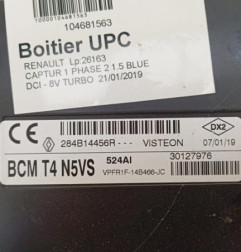 104681563
Boitier UPC
RENAULT Lp:26163
CAPTUR 1 PHASE 2 1.5 BLUE
DCI - 8V TURBO 21/01/2019
CE
284B14456R - - - VISTEON
DX2
07/01/19
BCM T4 N5VS
524AI
30127976
VPFR1F-14B466-JC